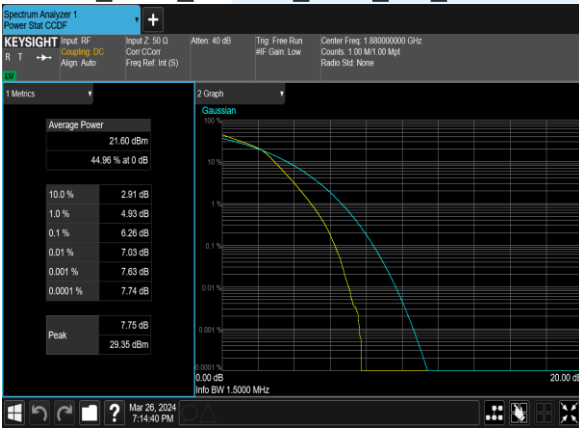 Spectrum Analyzer 1
Power Stat CCDF
+
KEYSIGHT
R T
LV
Input: RF
Coupling: DC
Align: Auto
Input Z: 50 Ω
Corr CCorr
Freq Ref: Int (S)
Atten: 40 dB
Trig: Free Run
#IF Gain: Low
Center Freq: 1.880000000 GHz
Counts: 1.00 M/1.00 Mpt
Radio Std: None
1 Metrics
Average Power
21.60 dBm
44.96 % at 0 dB
10.0 % 2.91 dB
1.0 % 4.93 dB
0.1 % 6.26 dB
0.01 % 7.03 dB
0.001 % 7.63 dB
0.0001 % 7.74 dB
Peak
7.75 dB
29.35 dBm
2 Graph
Gaussian
100 %
10 %
1 %
0.1 %
0.01 %
0.001 %
0.0001 %
0.00 dB 20.00 dB
Info BW 1.5000 MHz
?
Mar 26, 2024
7:14:40 PM